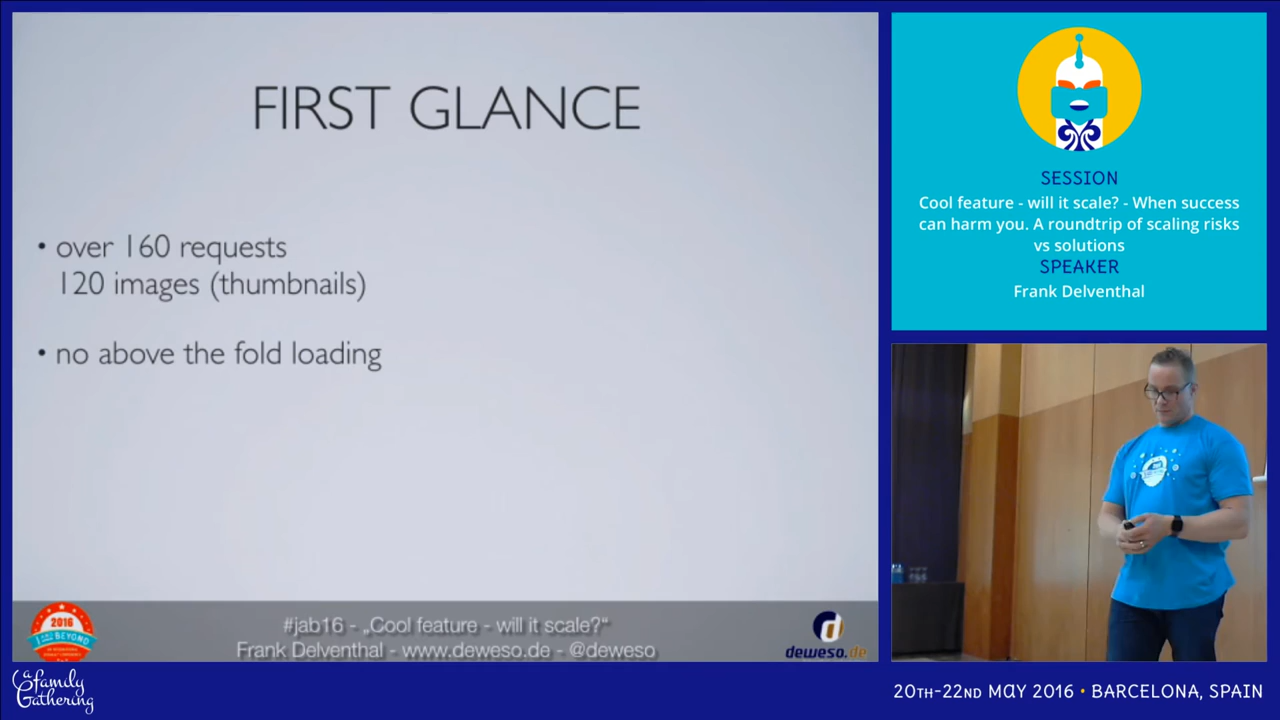 FIRST GLANCE
• over 160 requests
120 images (thumbnails)
• no above the fold loading
#jab16 - „Cool feature - will it scale?“
Frank Delventhal - www.deweso.de - @deweso
2016
BEYOND
deweso.de
SESSION
Cool feature - will it scale? - When success
can harm you. A roundtrip of scaling risks
vs solutions
SPEAKER
Frank Delventhal
a family
Gathering
20TH-22ND MAY 2016 • BARCELONA, SPAIN